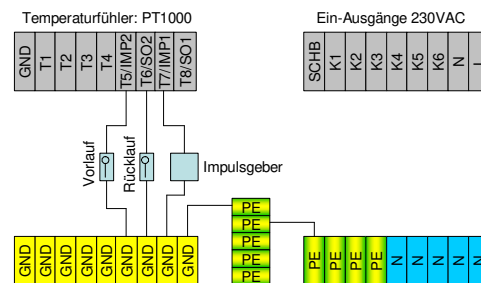 Temperaturfühler: PT1000
Ein-Ausgänge 230VAC
GND
T1
T2
T3
T4
T5/IMP2
T6/SO2
T7/IMP1
T8/SO1
SCHB
K1
K2
K3
K4
K5
K6
N
L
Vorlauf
Rücklauf
Impulsgeber
PE
PE
PE
PE
PE
GND
GND
GND
GND
GND
GND
GND
GND
GND
PE
PE
PE
PE
N
N
N
N
N